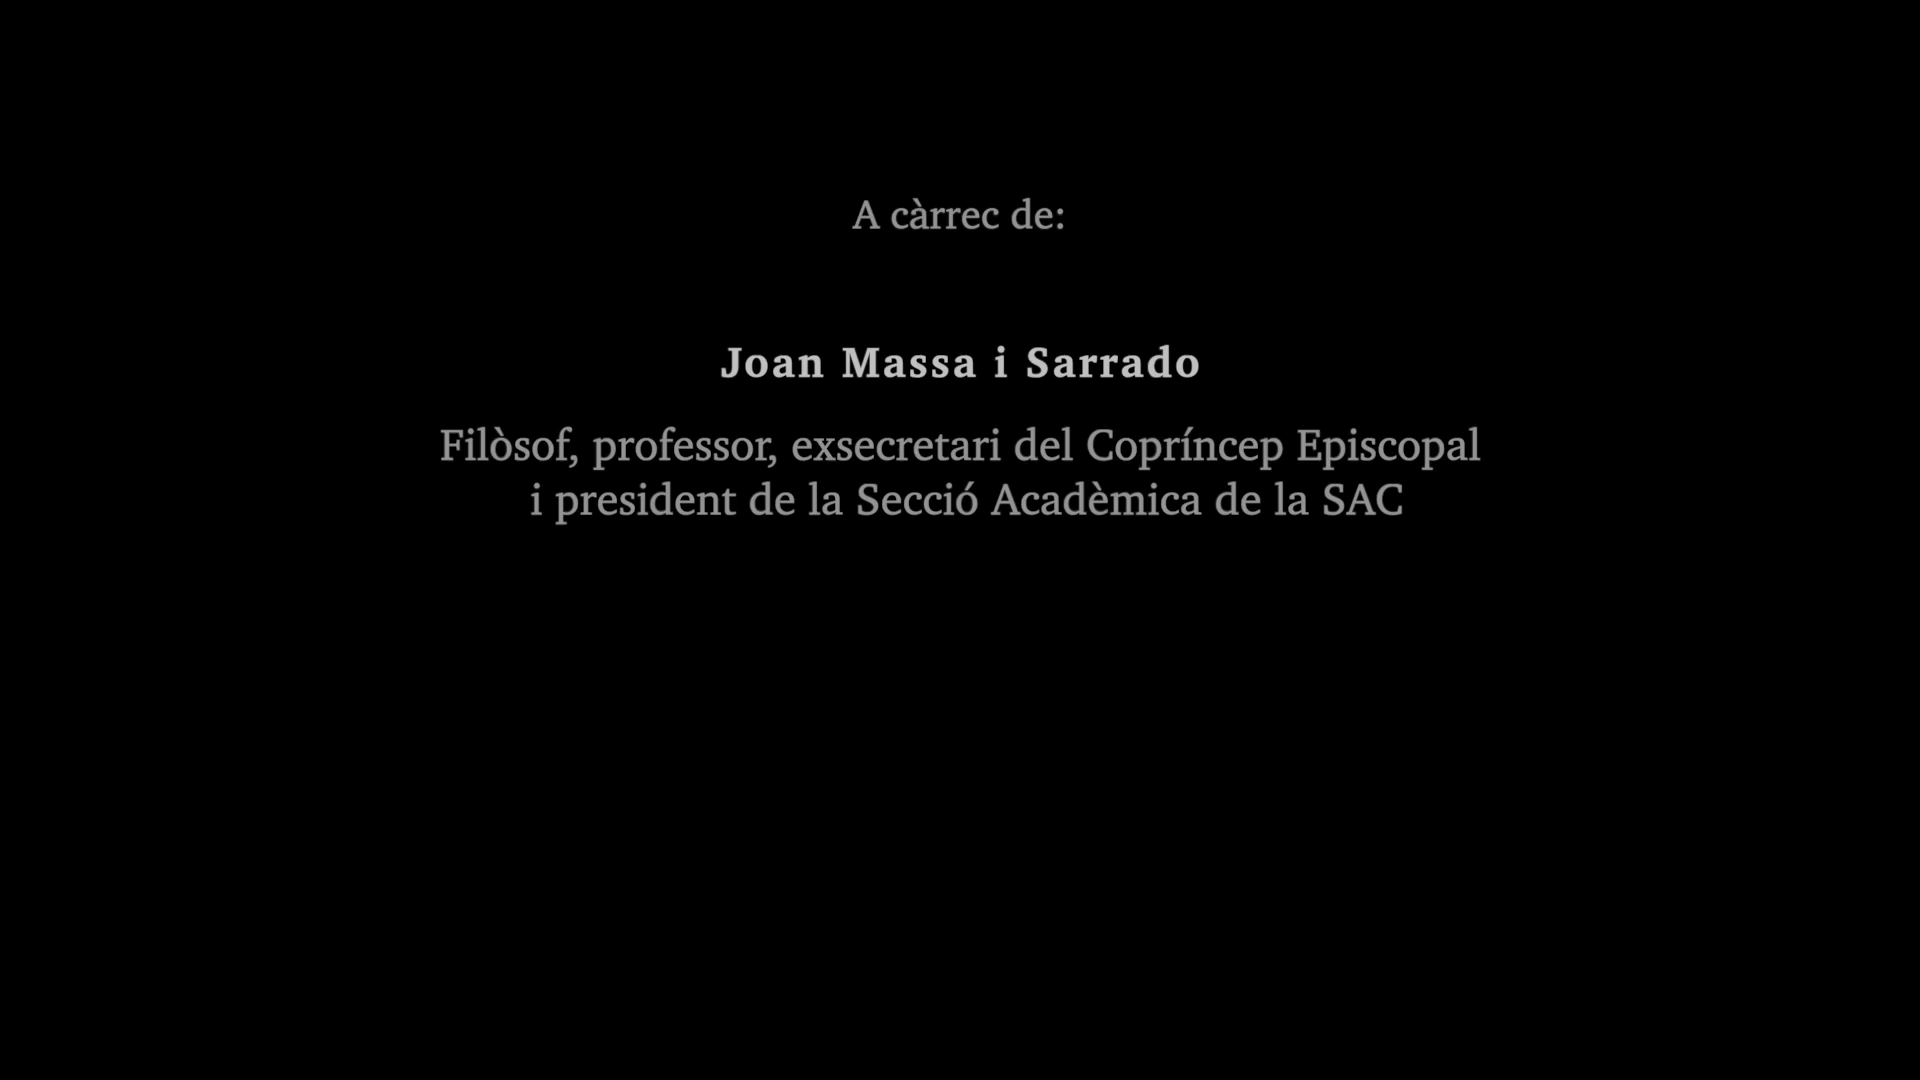 A càrrec de:
Joan Massa i Sarrado
Filòsof, professor, exsecretari del Copríncep Episcopal
i president de la Secció Acadèmica de la SAC